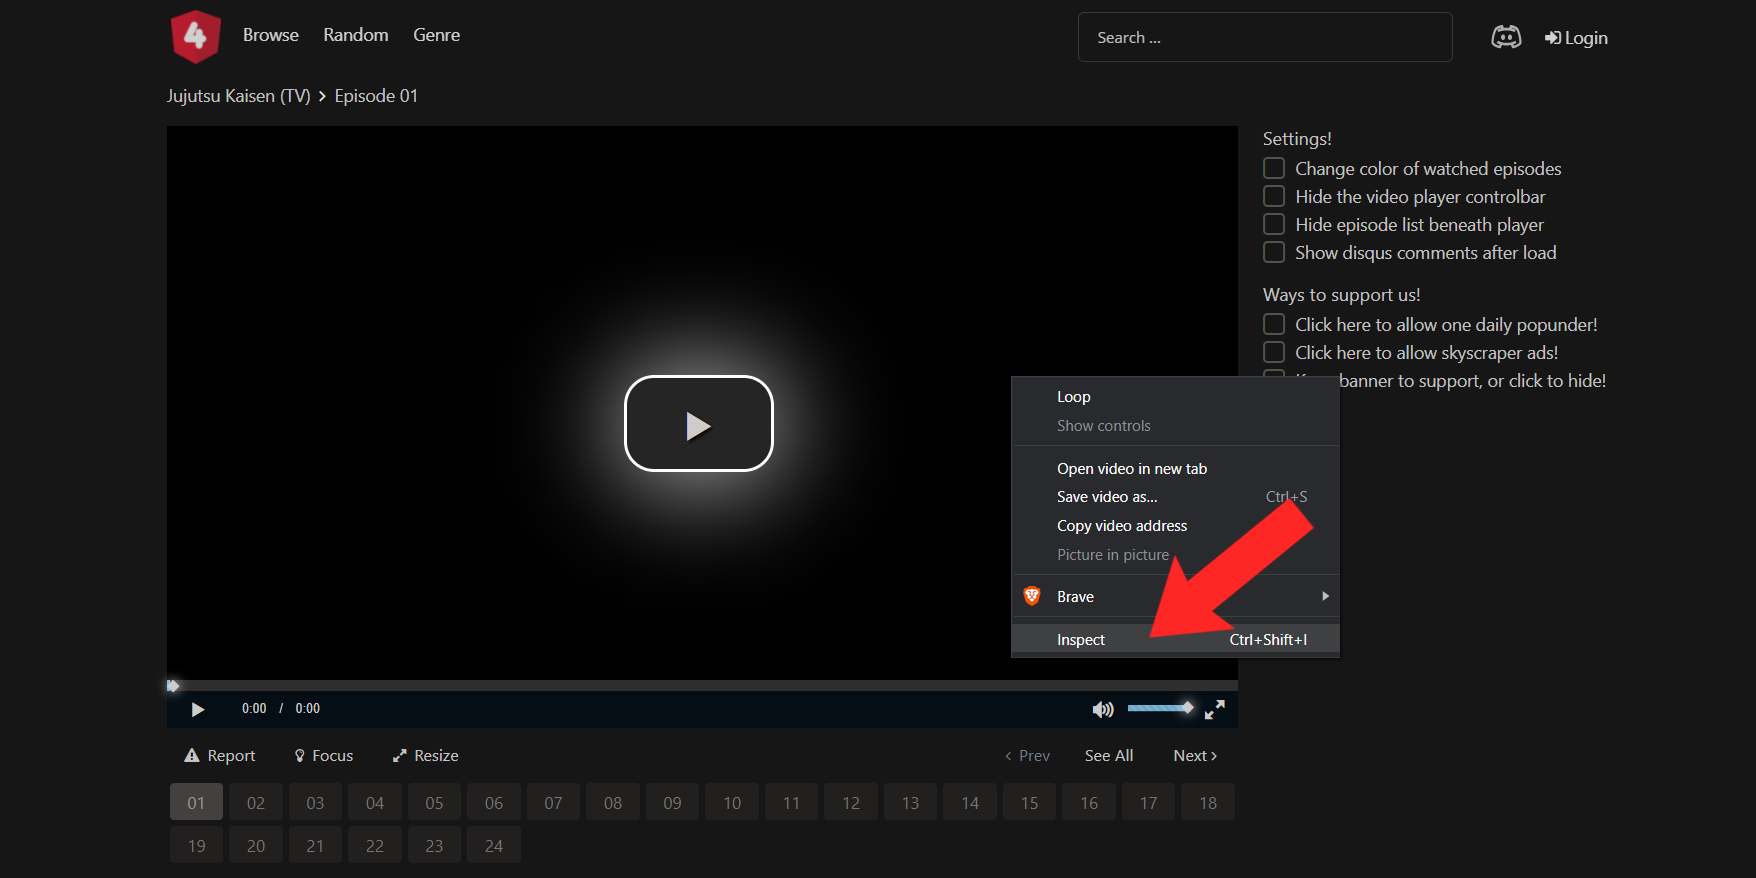 4 Browse Random Genre Search ... Login
Jujutsu Kaisen (TV) > Episode 01
Settings!
Change color of watched episodes
Hide the video player controlbar
Hide episode list beneath player
Show disqus comments after load
Ways to support us!
Click here to allow one daily popunder!
Click here to allow skyscraper ads!
banner to support, or click to hide!
Loop
Show controls
Open video in new tab
Save video as... Ctrl+S
Copy video address
Picture in picture
Brave
Inspect Ctrl+Shift+I
0:00 / 0:00
Report Focus Resize < Prev See All Next >
01 02 03 04 05 06 07 08 09 10 11 12 13 14 15 16 17 18
19 20 21 22 23 24